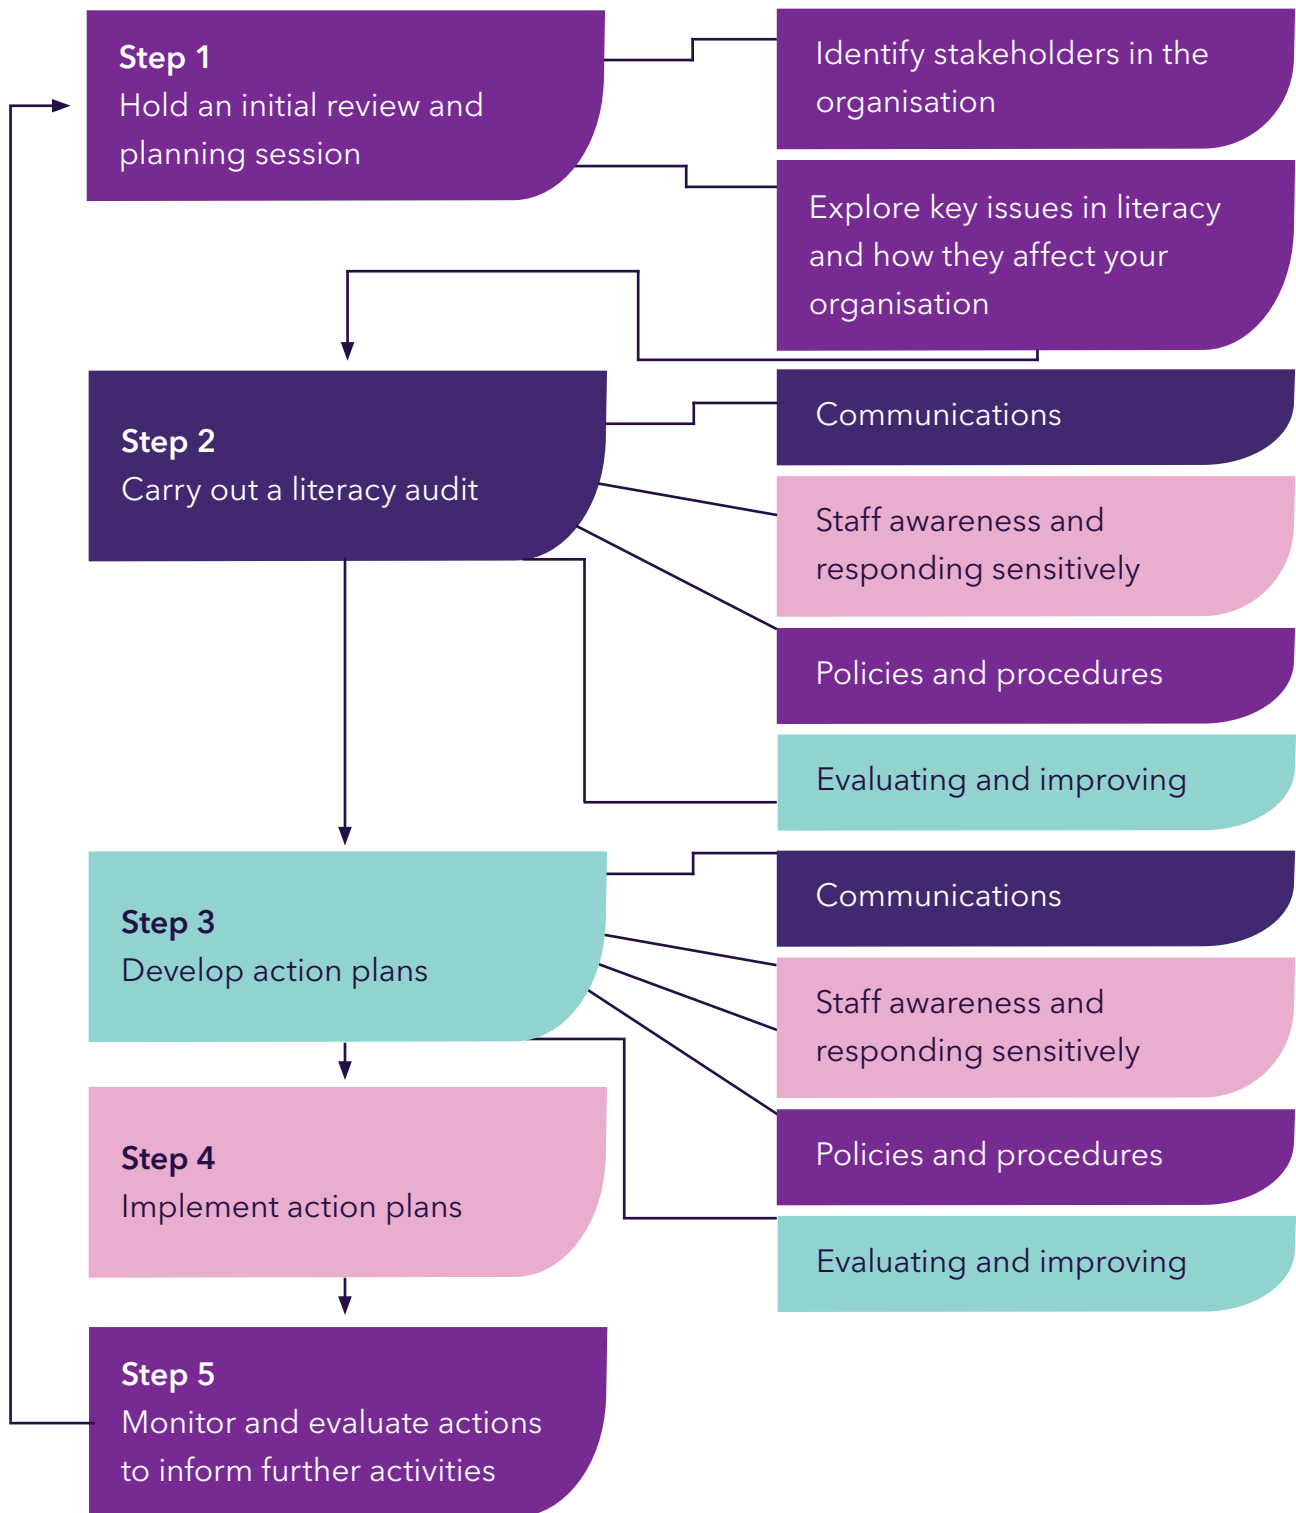 Step 1
Hold an initial review and
planning session
Identify stakeholders in the
organisation
Explore key issues in literacy
and how they affect your
organisation
Step 2
Carry out a literacy audit
Communications
Staff awareness and
responding sensitively
Policies and procedures
Evaluating and improving
Step 3
Develop action plans
Communications
Staff awareness and
responding sensitively
Policies and procedures
Evaluating and improving
Step 4
Implement action plans
Step 5
Monitor and evaluate actions
to inform further activities